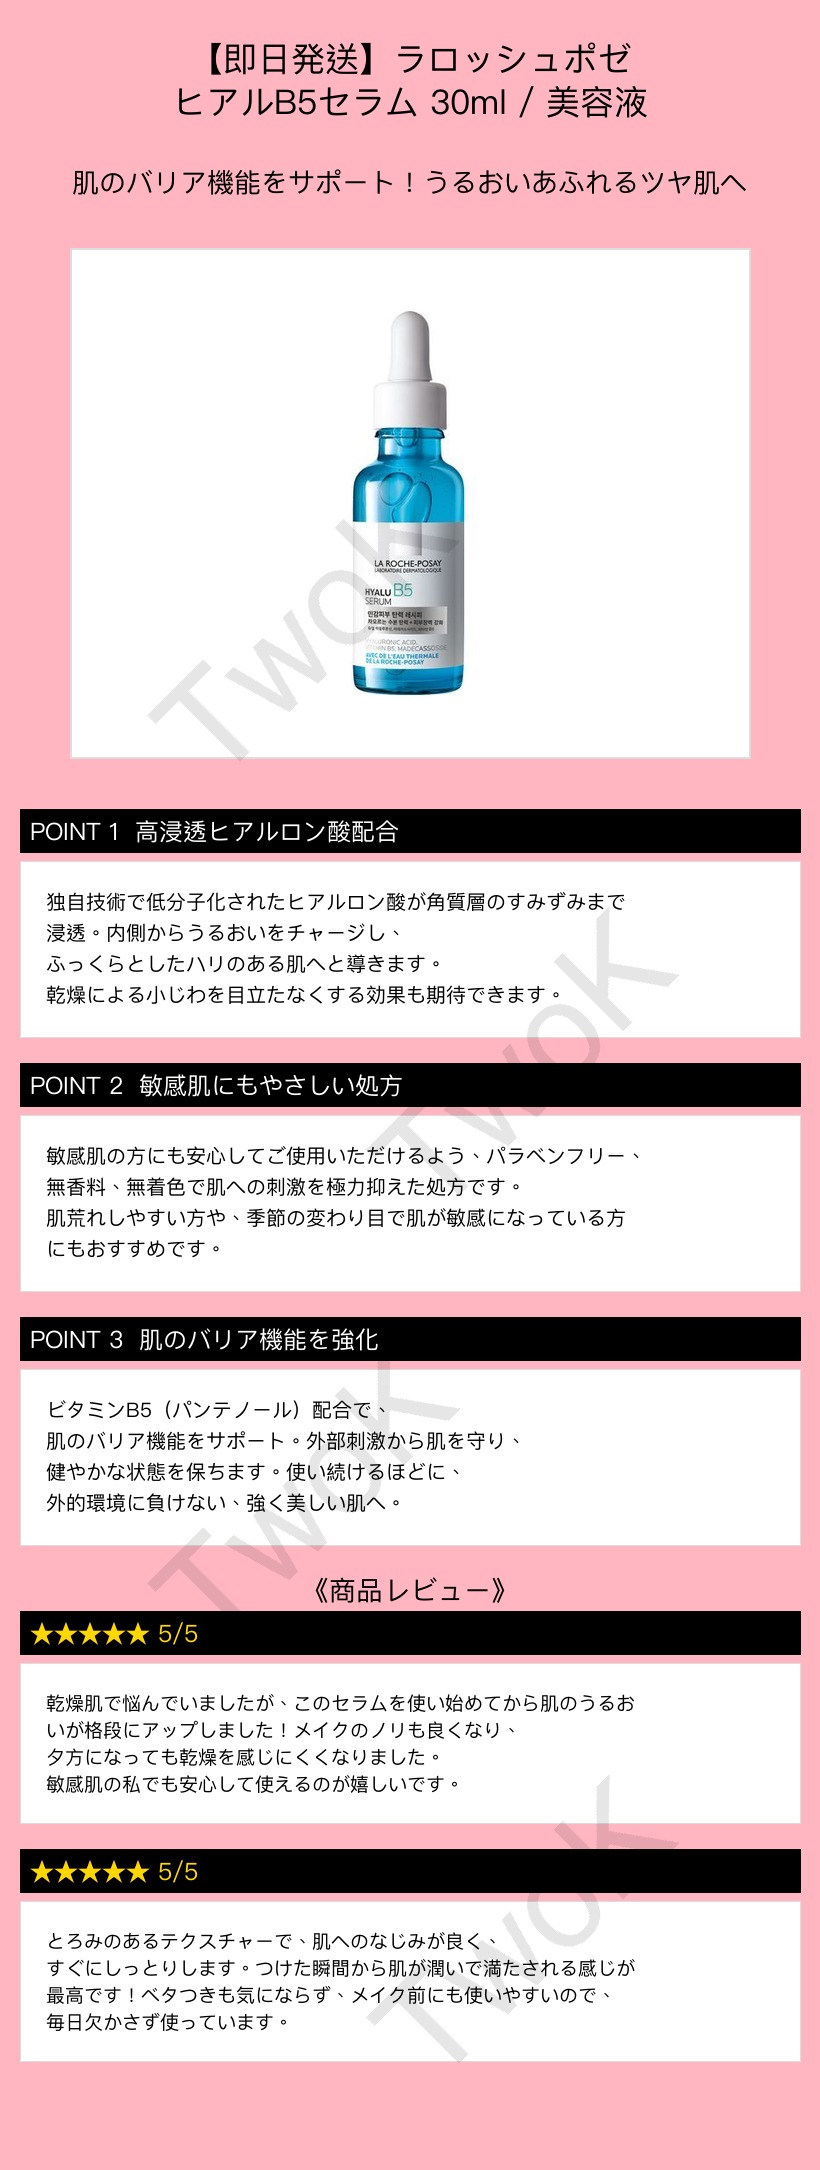 【即日発送】ラロッシュポゼ
ヒアルB5セラム 30ml / 美容液
肌のバリア機能をサポート！うるおいあふれるツヤ肌へ
LA ROCHE-POSAY
LABORATOIRE DERMATOLOGIQUE
HYALU B5
SERUM
민감피부 탄력 레시피
차오르는 수분 탄력 + 피부장벽 강화
HYALURONIC ACID.
VITAMIN B5. MADECASSOSIDE
AVEC DE L'EAU THERMALE
DE LA ROCHE-POSAY
TwoK
POINT 1 高浸透ヒアルロン酸配合
独自技術で低分子化されたヒアルロン酸が角質層のすみずみまで
浸透。内側からうるおいをチャージし、
ふっくらとしたハリのある肌へと導きます。
乾燥による小じわを目立たなくする効果も期待できます。
TwoK
POINT 2 敏感肌にもやさしい処方
敏感肌の方にも安心してご使用いただけるよう、パラベンフリー、
無香料、無着色で肌への刺激を極力抑えた処方です。
肌荒れしやすい方や、季節の変わり目で肌が敏感になっている方
にもおすすめです。
POINT 3 肌のバリア機能を強化
ビタミンB5（パンテノール）配合で、
肌のバリア機能をサポート。外部刺激から肌を守り、
健やかな状態を保ちます。使い続けるほどに、
外的環境に負けない、強く美しい肌へ。
TwoK
《商品レビュー》
★★★★★ 5/5
乾燥肌で悩んでいましたが、このセラムを使い始めてから肌のうるお
いが格段にアップしました！メイクのノリも良くなり、
夕方になっても乾燥を感じにくくなりました。
敏感肌の私でも安心して使えるのが嬉しいです。
★★★★★ 5/5
とろみのあるテクスチャーで、肌へのなじみが良く、
すぐにしっとりします。つけた瞬間から肌が潤いで満たされる感じが
最高です！ベタつきも気にならず、メイク前にも使いやすいので、
毎日欠かさず使っています。
TwoK